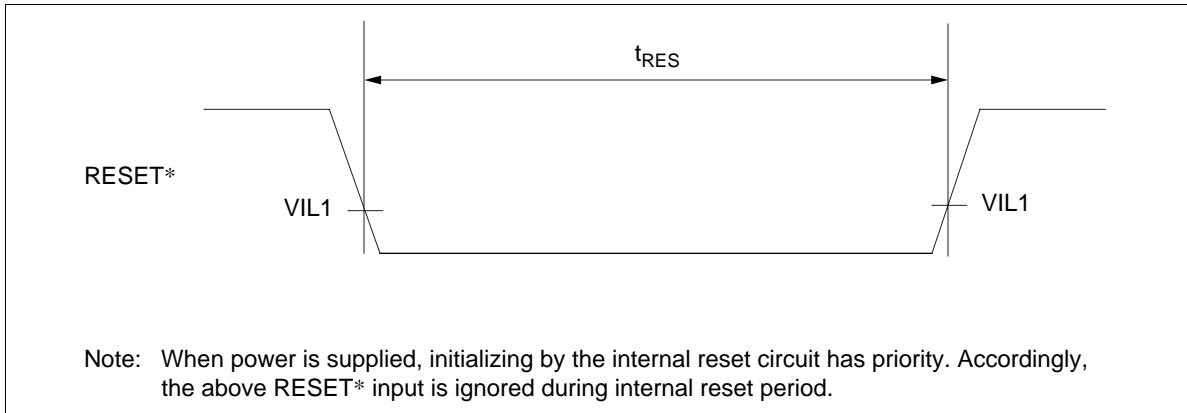 tRES
RESET*
VIL1
VIL1
Note: When power is supplied, initializing by the internal reset circuit has priority. Accordingly,
the above RESET* input is ignored during internal reset period.